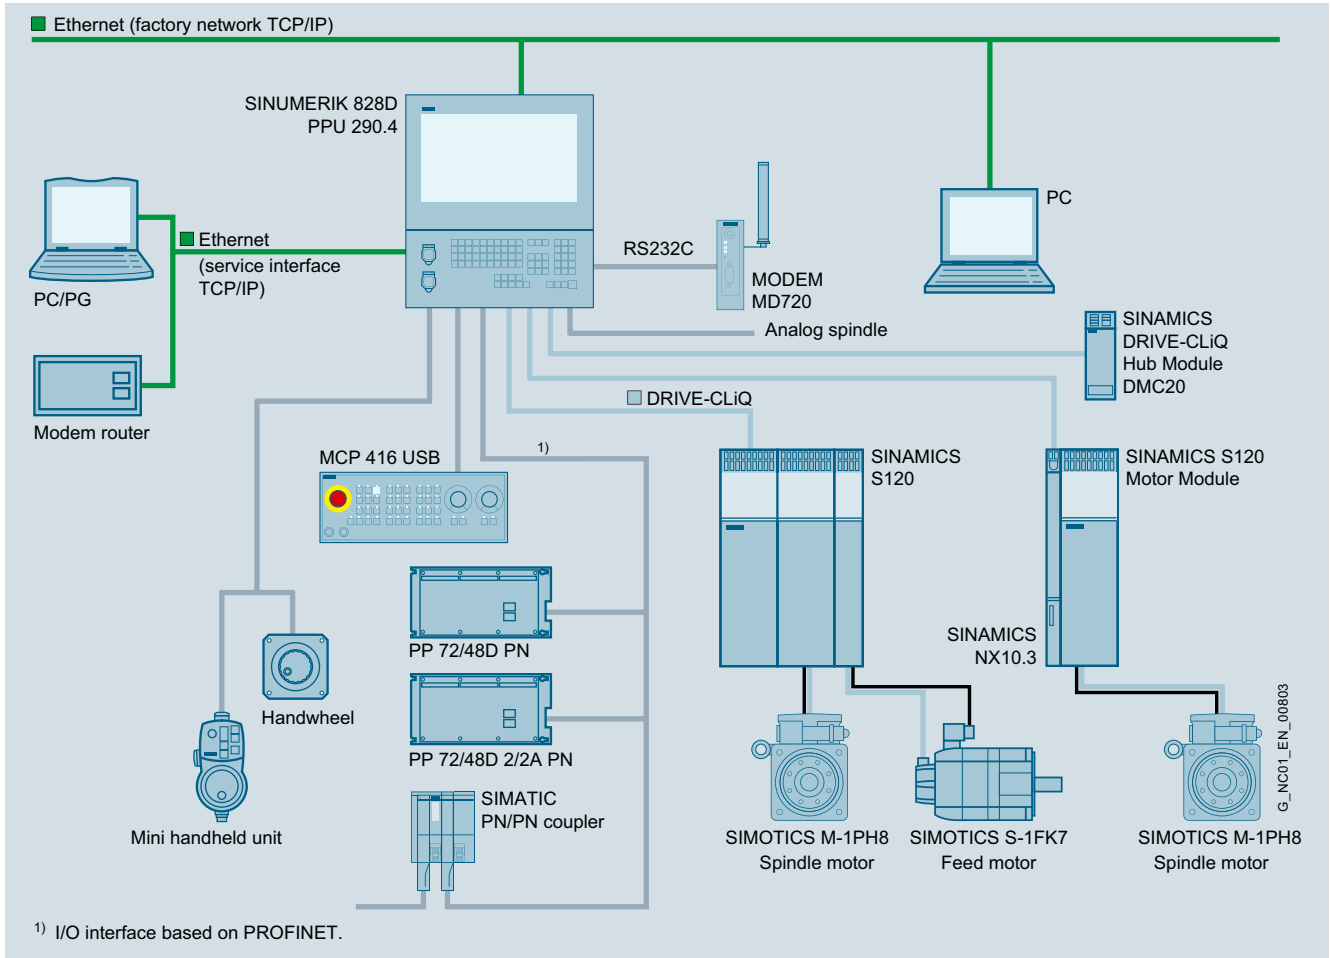 Ethernet (factory network TCP/IP)
SINUMERIK 828D
PPU 290.4
PC
Ethernet
(service interface
TCP/IP)
RS232C
PC/PG
MODEM
MD720
Analog spindle
SINAMICS
DRIVE-CLiQ
Hub Module
DMC20
DRIVE-CLiQ
Modem router
MCP 416 USB
1)
SINAMICS
S120
SINAMICS S120
Motor Module
SINAMICS
NX10.3
PP 72/48D PN
Handwheel
PP 72/48D 2/2A PN
SIMATIC
PN/PN coupler
Mini handheld unit
SIMOTICS M-1PH8
Spindle motor
SIMOTICS S-1FK7
Feed motor
SIMOTICS M-1PH8
Spindle motor
G_NC01_EN_00803
1) I/O interface based on PROFINET.